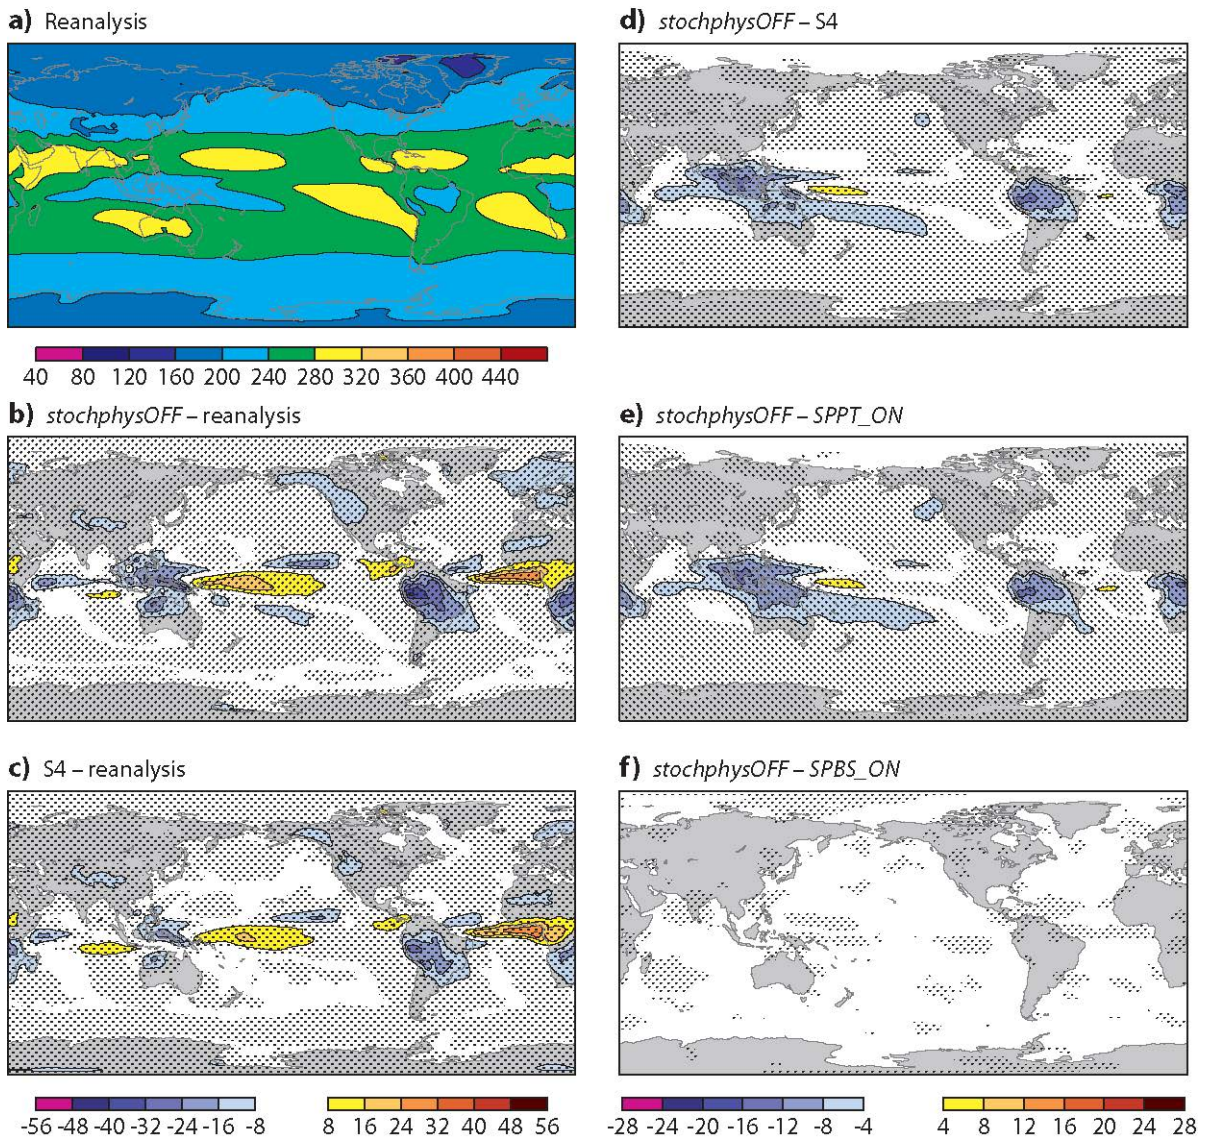 a) Reanalysis
40 80 120 160 200 240 280 320 360 400 440
b) stochphysOFF – reanalysis
c) S4 – reanalysis
-56 -48 -40 -32 -24 -16 -8 8 16 24 32 40 48 56
d) stochphysOFF – S4
e) stochphysOFF – SPPT_ON
f) stochphysOFF – SPBS_ON
-28 -24 -20 -16 -12 -8 -4 4 8 12 16 20 24 28